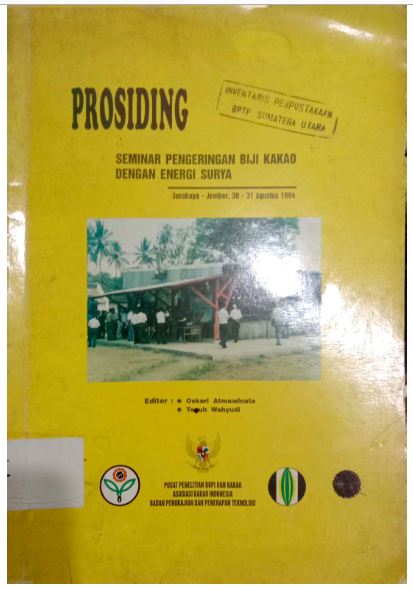 PROSIDING
INVENTARIS PERPUSTAKAAN
BPTP SUMATERA UTARA
SEMINAR PENGERINGAN BIJI KAKAO
DENGAN ENERGI SURYA
Surabaya - Jember, 30 - 31 Agustus 1994
Editor : ● Oskari Atmawinata
● Teguh Wahyudi
PUSAT PENELITIAN KOPI DAN KAKAO
ASOSIASI KAKAO INDONESIA
BADAN PENGKAJIAN DAN PENERAPAN TEKNOLOGI